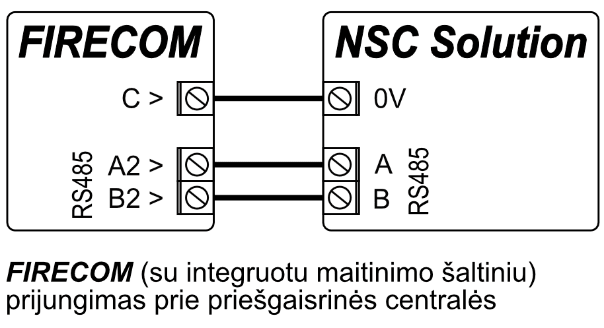 FIRECOM NSC Solution
C > 0V
RS485 A2 > A RS485
B2 > B
FIRECOM (su integruotu maitinimo šaltiniu)
prijungimas prie priešgaisrinės centralės